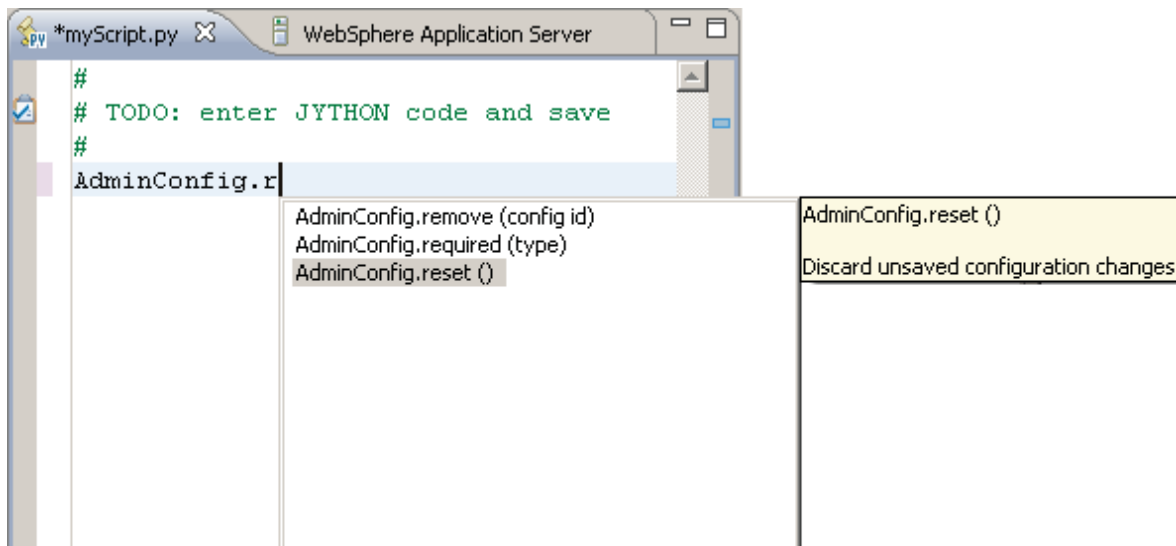 *myScript.py WebSphere Application Server
#
# TODO: enter JYTHON code and save
#
AdminConfig.r
AdminConfig.remove (config id)
AdminConfig.required (type)
AdminConfig.reset ()
AdminConfig.reset ()
Discard unsaved configuration changes